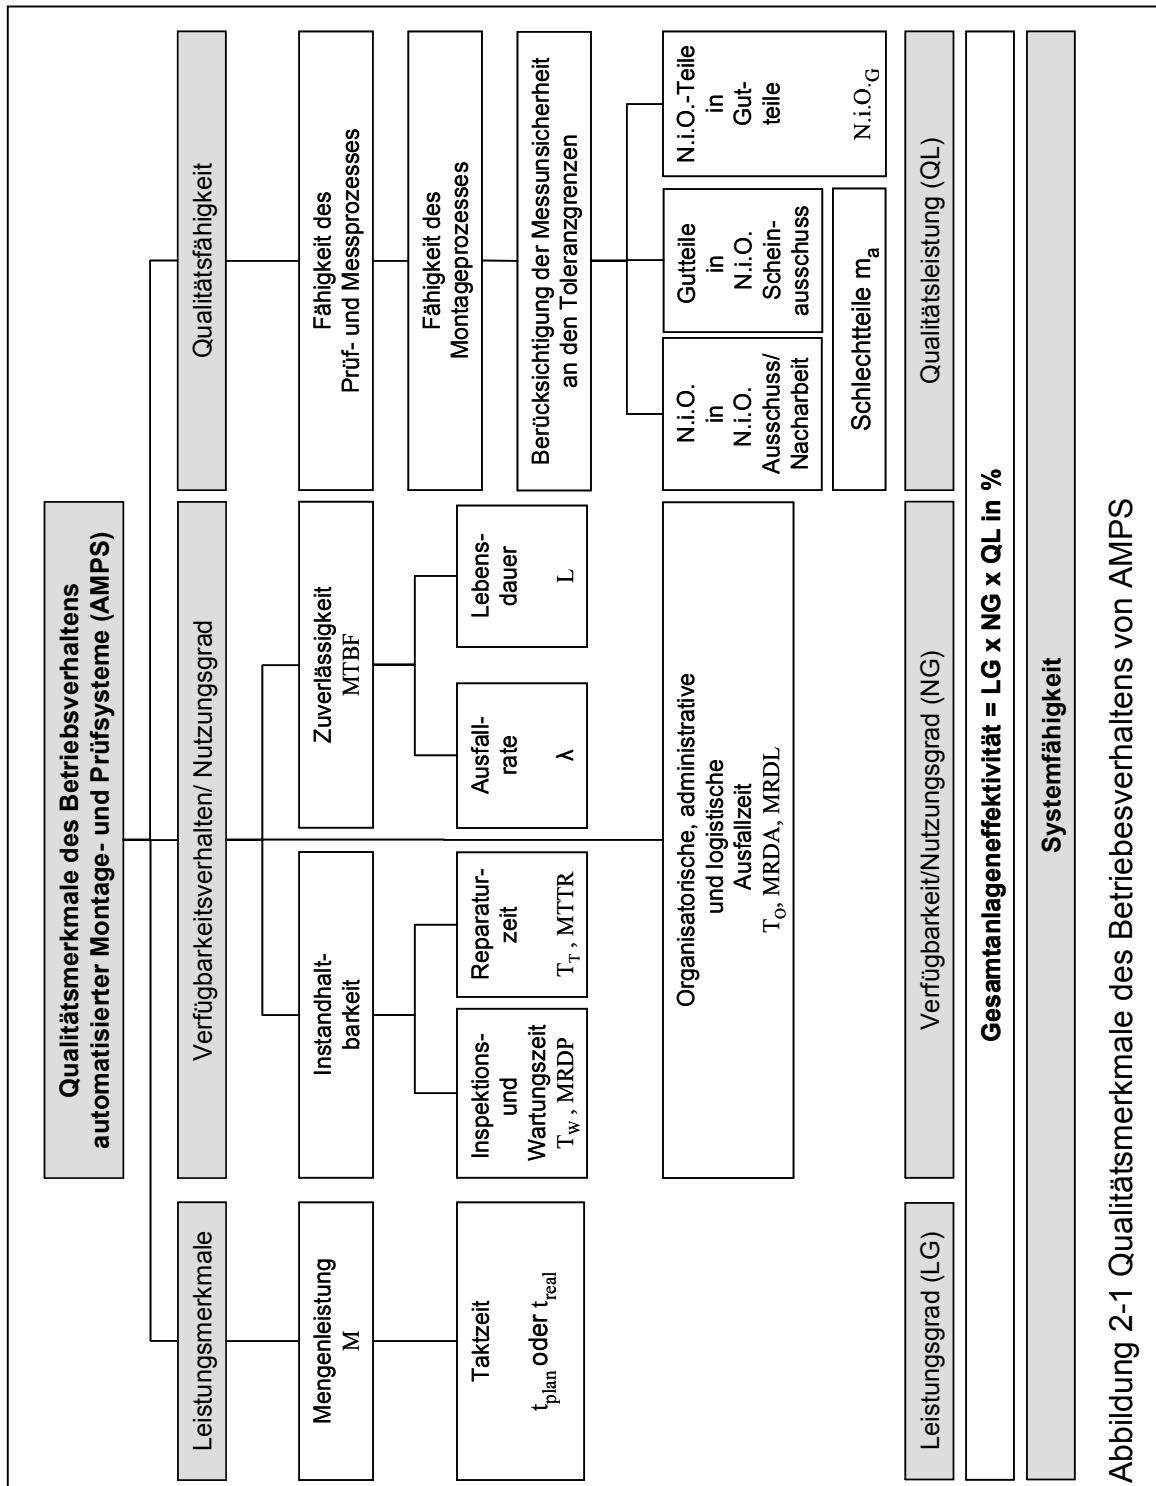 Qualitätsmerkmale des Betriebsverhaltens
automatisierter Montage- und Prüfsysteme (AMPS)
Leistungsmerkmale
Verfügbarkeitsverhalten/ Nutzungsgrad
Qualitätsfähigkeit
Mengenleistung
M
Instandhalt-
barkeit
Zuverlässigkeit
MTBF
Fähigkeit des
Prüf- und Messprozesses
Fähigkeit des
Montageprozesses
Taktzeit
t_plan oder t_real
Inspektions-
und
Wartungszeit
T_W , MRDP
Reparatur-
zeit
T_T , MTTR
Ausfall-
rate
λ
Lebens-
dauer
L
Berücksichtigung der Messunsicherheit
an den Toleranzgrenzen
Organisatorische, administrative
und logistische
Ausfallzeit
T_O, MRDA, MRDL
N.i.O.
in
N.i.O.
Ausschuss/
Nacharbeit
Gutteile
in
N.i.O.
Schein-
ausschuss
N.i.O.-Teile
in
Gut-
teile
N.i.O._G
Schlechtteile m_a
Leistungsgrad (LG)
Verfügbarkeit/Nutzungsgrad (NG)
Qualitätsleistung (QL)
Gesamtanlageneffektivität = LG x NG x QL in %
Systemfähigkeit
Abbildung 2-1 Qualitätsmerkmale des Betriebesverhaltens von AMPS